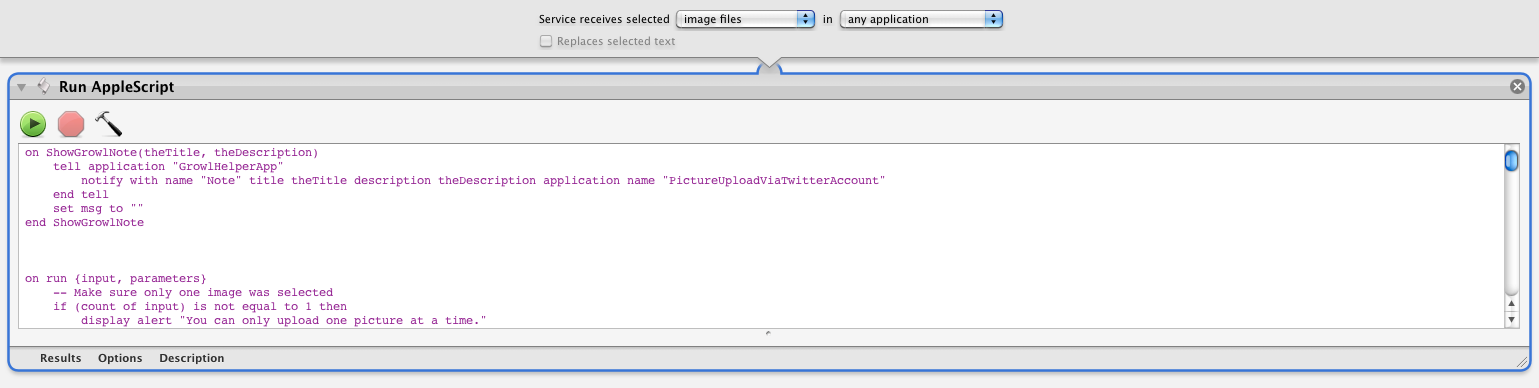 Service receives selected image files in any application
Replaces selected text
Run AppleScript
on ShowGrowlNote(theTitle, theDescription)
    tell application "GrowlHelperApp"
        notify with name "Note" title theTitle description theDescription application name "PictureUploadViaTwitterAccount"
    end tell
    set msg to ""
end ShowGrowlNote
on run {input, parameters}
    -- Make sure only one image was selected
    if (count of input) is not equal to 1 then
        display alert "You can only upload one picture at a time."
Results Options Description